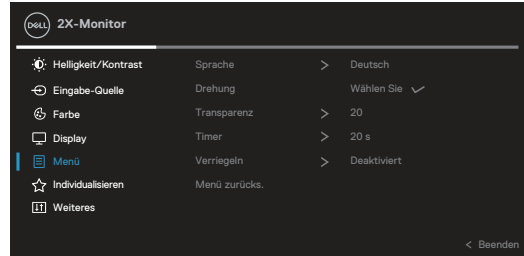 DELL 2X-Monitor
Helligkeit/Kontrast Sprache > Deutsch
Eingabe-Quelle Drehung Wählen Sie ✓
Farbe Transparenz > 20
Display Timer > 20 s
Menü Verriegeln > Deaktiviert
Individualisieren Menü zurücks.
Weiteres
< Beenden